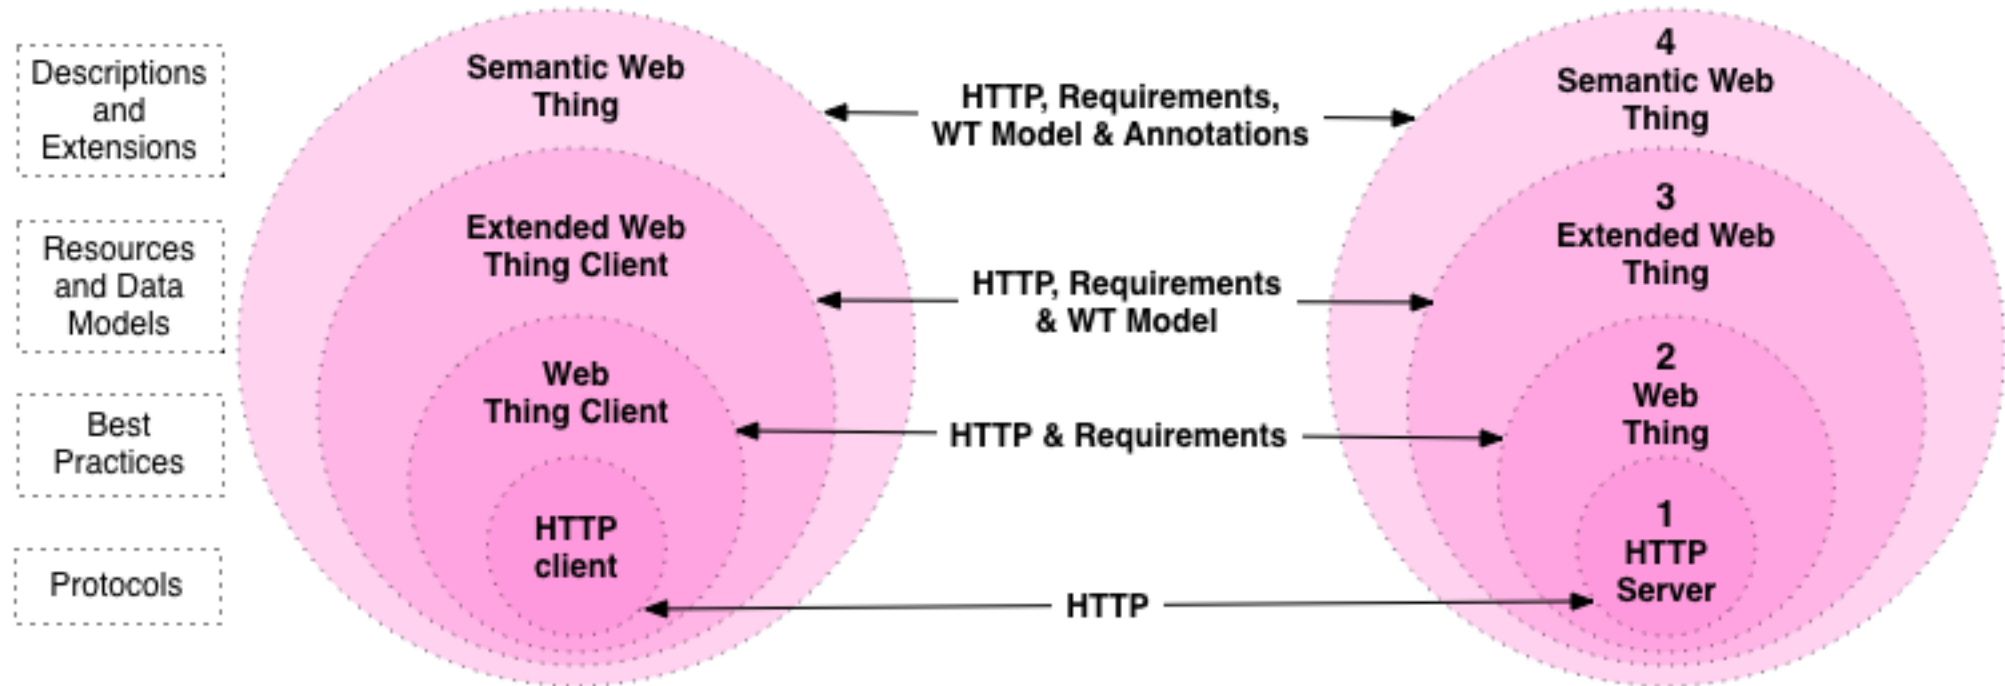 Descriptions
and
Extensions
Resources
and Data
Models
Best
Practices
Protocols
Semantic Web
Thing
Extended Web
Thing Client
Web
Thing Client
HTTP
client
HTTP, Requirements,
WT Model & Annotations
HTTP, Requirements
& WT Model
HTTP & Requirements
HTTP
4
Semantic Web
Thing
3
Extended Web
Thing
2
Web
Thing
1
HTTP
Server